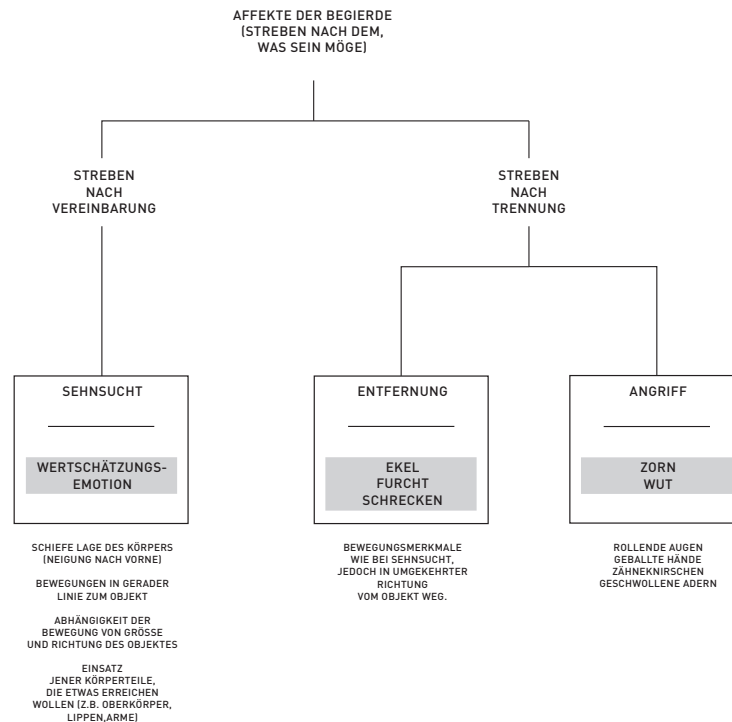 AFFEKTE DER BEGIERDE
(STREBEN NACH DEM,
WAS SEIN MÖGE)
STREBEN
NACH
VEREINBARUNG
STREBEN
NACH
TRENNUNG
SEHNSUCHT
WERTSCHÄTZUNGS-
EMOTION
ENTFERNUNG
EKEL
FURCHT
SCHRECKEN
ANGRIFF
ZORN
WUT
SCHIEFE LAGE DES KÖRPERS
(NEIGUNG NACH VORNE)
BEWEGUNGEN IN GERADER
LINIE ZUM OBJEKT
ABHÄNGIGKEIT DER
BEWEGUNG VON GRÖSSE
UND RICHTUNG DES OBJEKTES
EINSATZ
JENER KÖRPERTEILE,
DIE ETWAS ERREICHEN
WOLLEN (Z.B. OBERKÖRPER,
LIPPEN,ARME)
BEWEGUNGSMERKMALE
WIE BEI SEHNSUCHT,
JEDOCH IN UMGEKEHRTER
RICHTUNG
VOM OBJEKT WEG.
ROLLENDE AUGEN
GEBALLTE HÄNDE
ZÄHNEKNIRSCHEN
GESCHWOLLENE ADERN